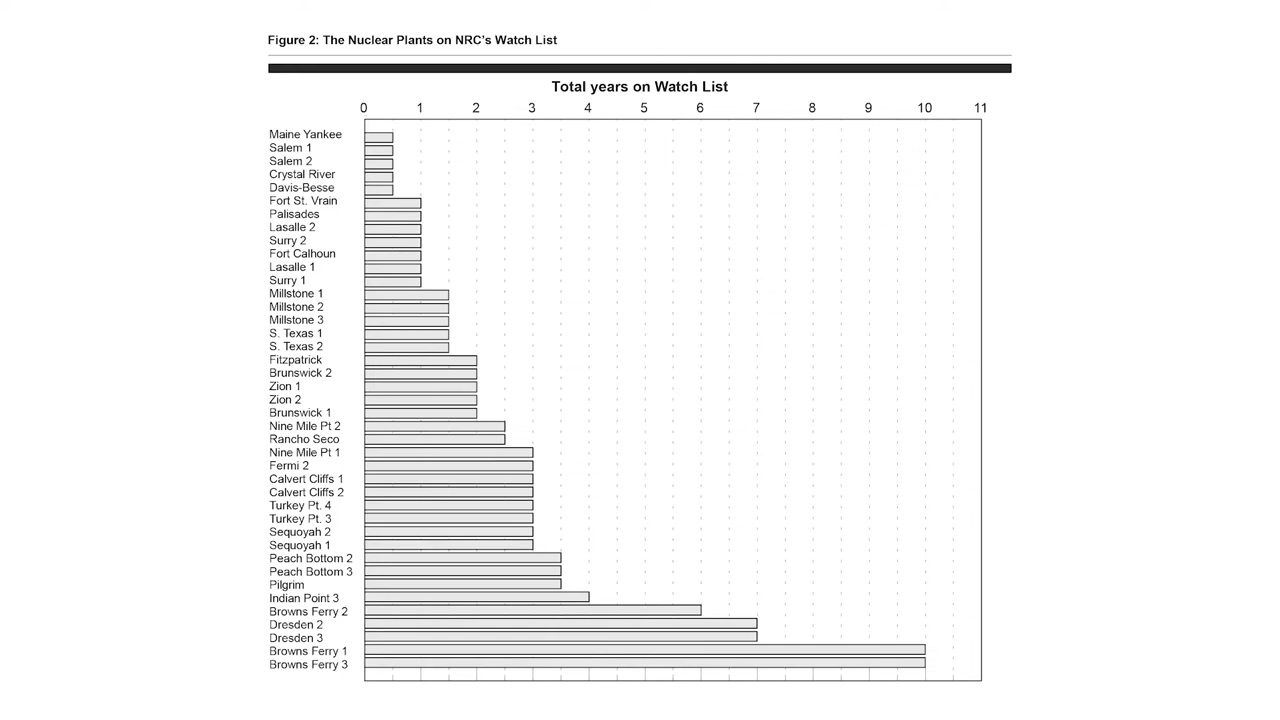 Figure 2: The Nuclear Plants on NRC's Watch List
Total years on Watch List
0 1 2 3 4 5 6 7 8 9 10 11
Maine Yankee
Salem 1
Salem 2
Crystal River
Davis-Besse
Fort St. Vrain
Palisades
Lasalle 2
Surry 2
Fort Calhoun
Lasalle 1
Surry 1
Millstone 1
Millstone 2
Millstone 3
S. Texas 1
S. Texas 2
Fitzpatrick
Brunswick 2
Zion 1
Zion 2
Brunswick 1
Nine Mile Pt 2
Rancho Seco
Nine Mile Pt 1
Fermi 2
Calvert Cliffs 1
Calvert Cliffs 2
Turkey Pt. 4
Turkey Pt. 3
Sequoyah 2
Sequoyah 1
Peach Bottom 2
Peach Bottom 3
Pilgrim
Indian Point 3
Browns Ferry 2
Dresden 2
Dresden 3
Browns Ferry 1
Browns Ferry 3